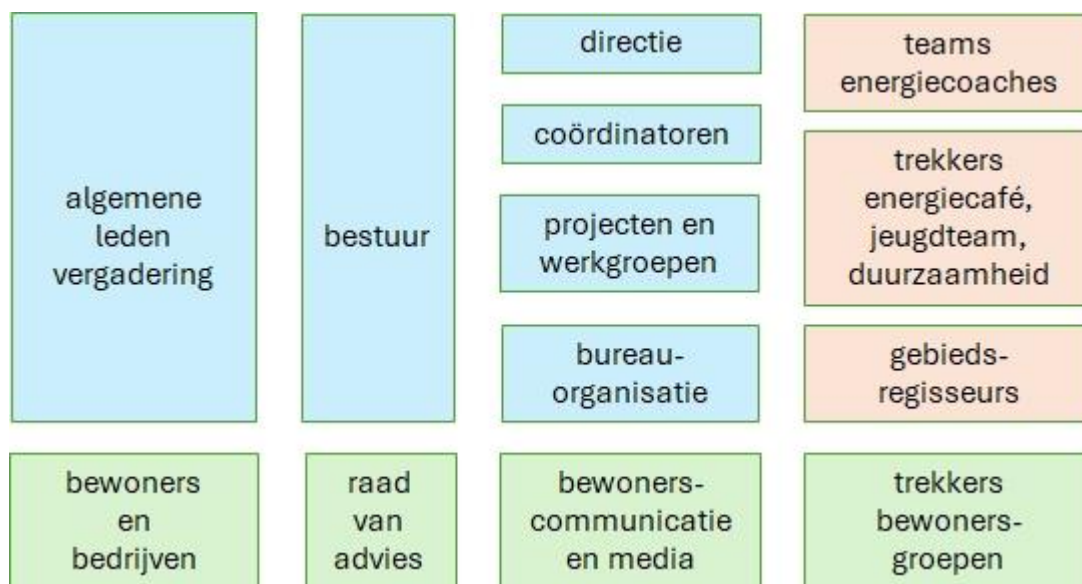 algemene
leden
vergadering
bestuur
directie
coördinatoren
projecten en
werkgroepen
bureau-
organisatie
teams
energiecoaches
trekkers
energiecafé,
jeugdteam,
duurzaamheid
gebieds-
regisseurs
bewoners
en
bedrijven
raad
van
advies
bewoners-
communicatie
en media
trekkers
bewoners-
groepen